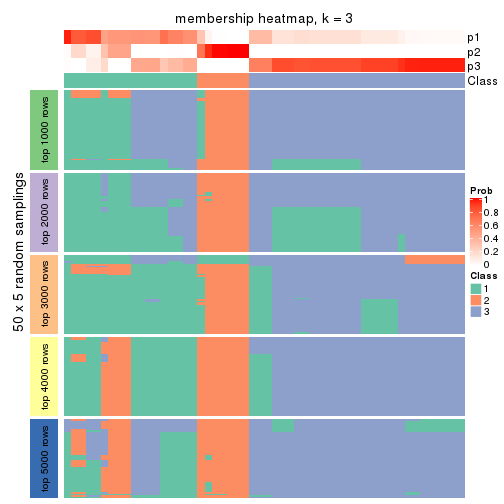 membership heatmap, k = 3
p1
p2
p3
Class
50 x 5 random samplings
top 1000 rows
top 2000 rows
top 3000 rows
top 4000 rows
top 5000 rows
Prob
1
0.8
0.6
0.4
0.2
0
Class
1
2
3